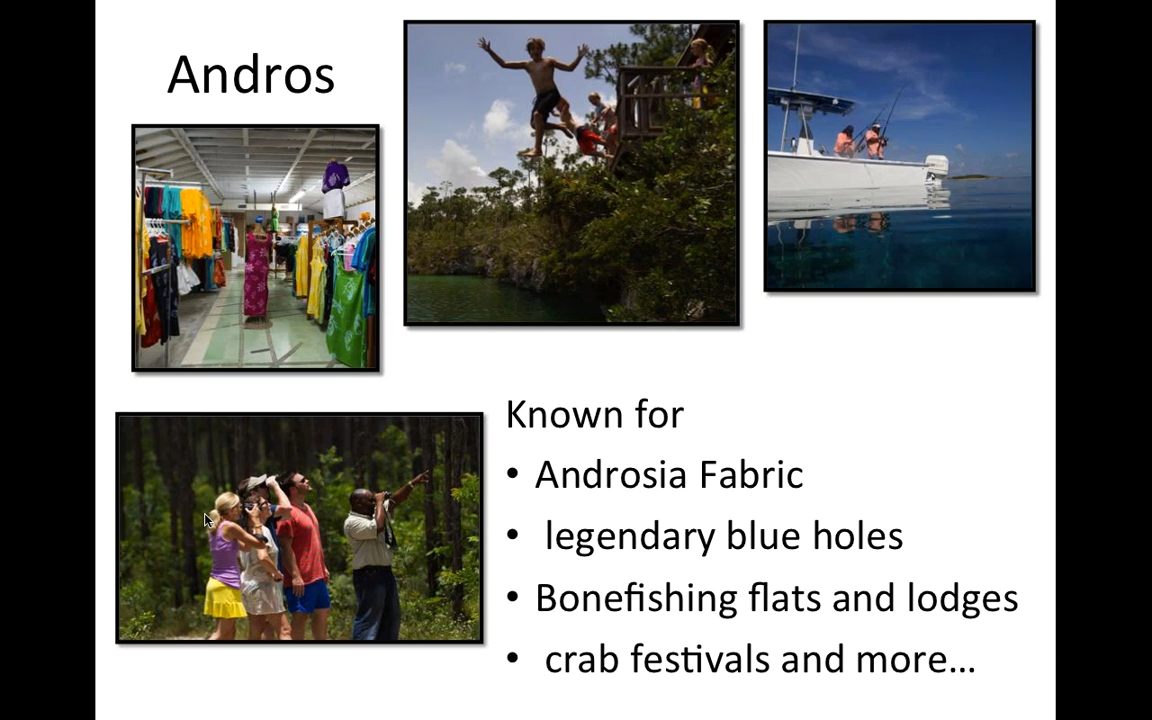 Andros
Known for
• Androsia Fabric
• legendary blue holes
• Bonefishing flats and lodges
• crab festivals and more...